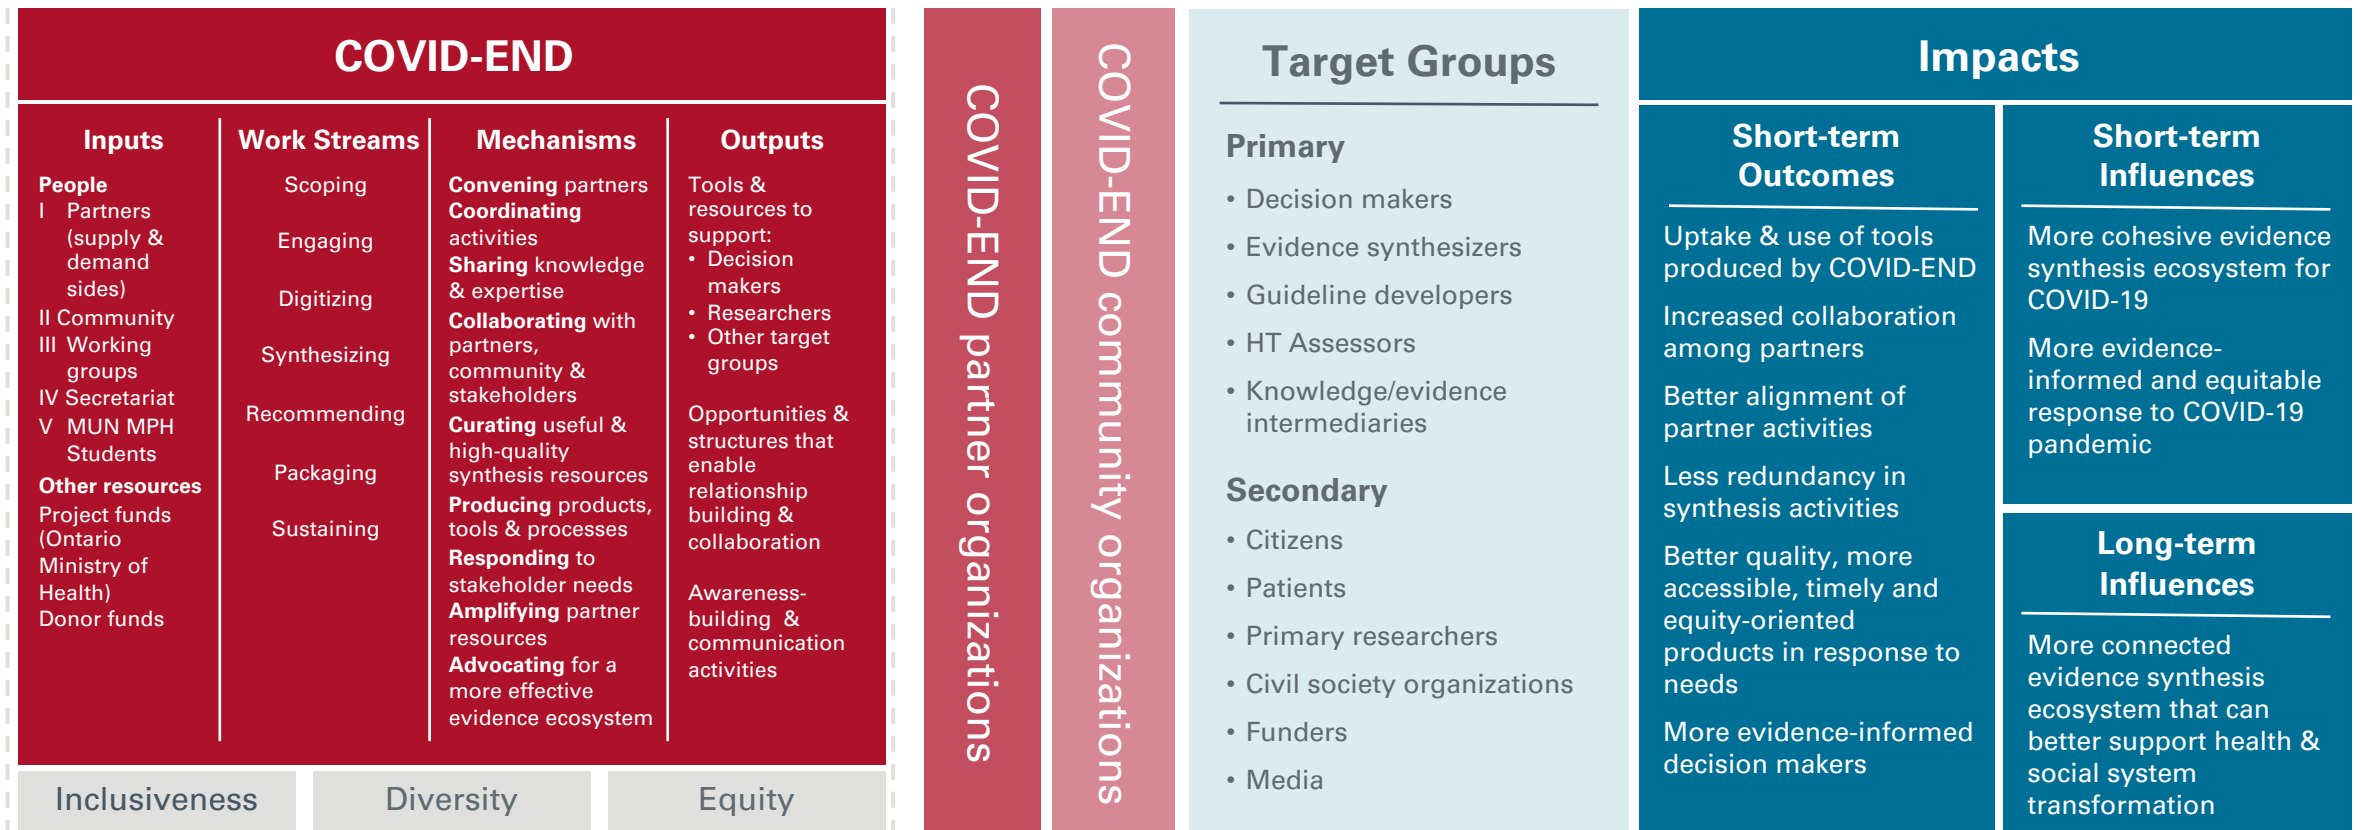 COVID-END
Inputs
People
I Partners
(supply &
demand
sides)
II Community
III Working
groups
IV Secretariat
V MUN MPH
Students
Other resources
Project funds
(Ontario
Ministry of
Health)
Donor funds
Work Streams
Scoping
Engaging
Digitizing
Synthesizing
Recommending
Packaging
Sustaining
Mechanisms
Convening partners
Coordinating
activities
Sharing knowledge
& expertise
Collaborating with
partners,
community &
stakeholders
Curating useful &
high-quality
synthesis resources
Producing products,
tools & processes
Responding to
stakeholder needs
Amplifying partner
resources
Advocating for a
more effective
evidence ecosystem
Outputs
Tools &
resources to
support:
• Decision
makers
• Researchers
• Other target
groups
Opportunities &
structures that
enable
relationship
building &
collaboration
Awareness-
building &
communication
activities
Inclusiveness
Diversity
Equity
COVID-END partner organizations
COVID-END community organizations
Target Groups
Primary
• Decision makers
• Evidence synthesizers
• Guideline developers
• HT Assessors
• Knowledge/evidence
intermediaries
Secondary
• Citizens
• Patients
• Primary researchers
• Civil society organizations
• Funders
• Media
Impacts
Short-term
Outcomes
Uptake & use of tools
produced by COVID-END
Increased collaboration
among partners
Better alignment of
partner activities
Less redundancy in
synthesis activities
Better quality, more
accessible, timely and
equity-oriented
products in response to
needs
More evidence-informed
decision makers
Short-term
Influences
More cohesive evidence
synthesis ecosystem for
COVID-19
More evidence-
informed and equitable
response to COVID-19
pandemic
Long-term
Influences
More connected
evidence synthesis
ecosystem that can
better support health &
social system
transformation